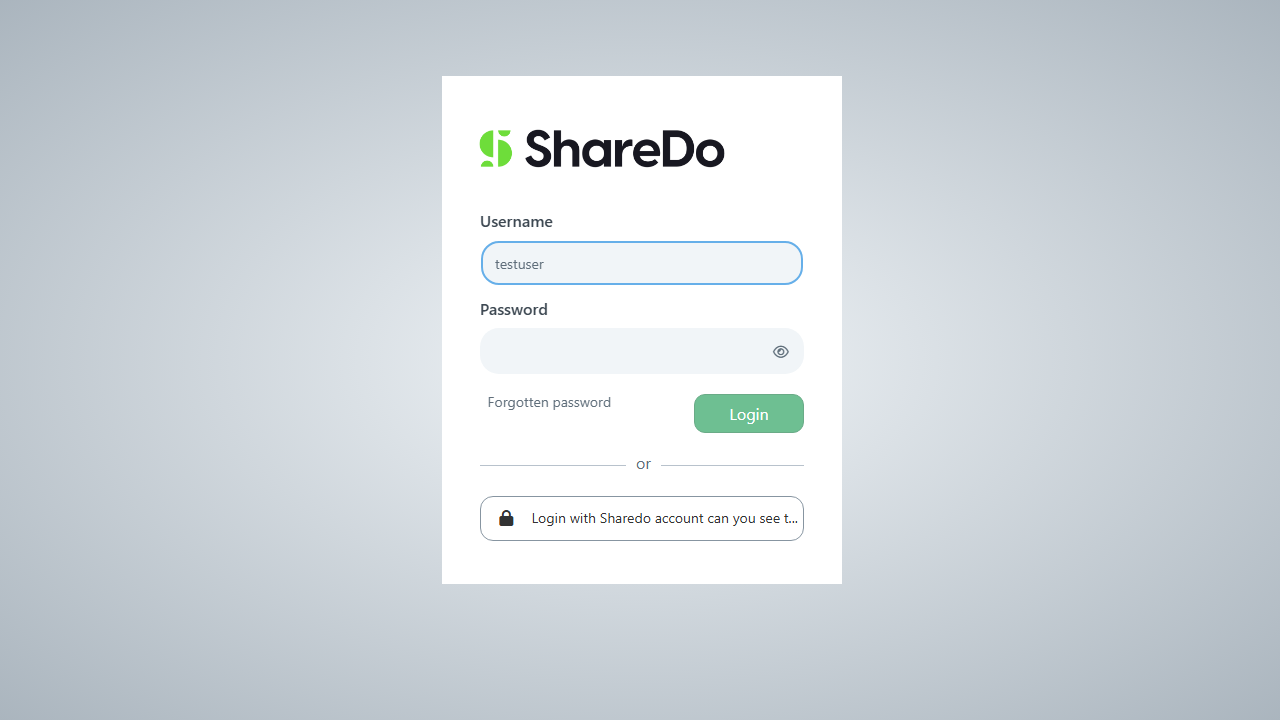 ShareDo
Username
testuser
Password
Forgotten password
Login
or
Login with Sharedo account can you see t...